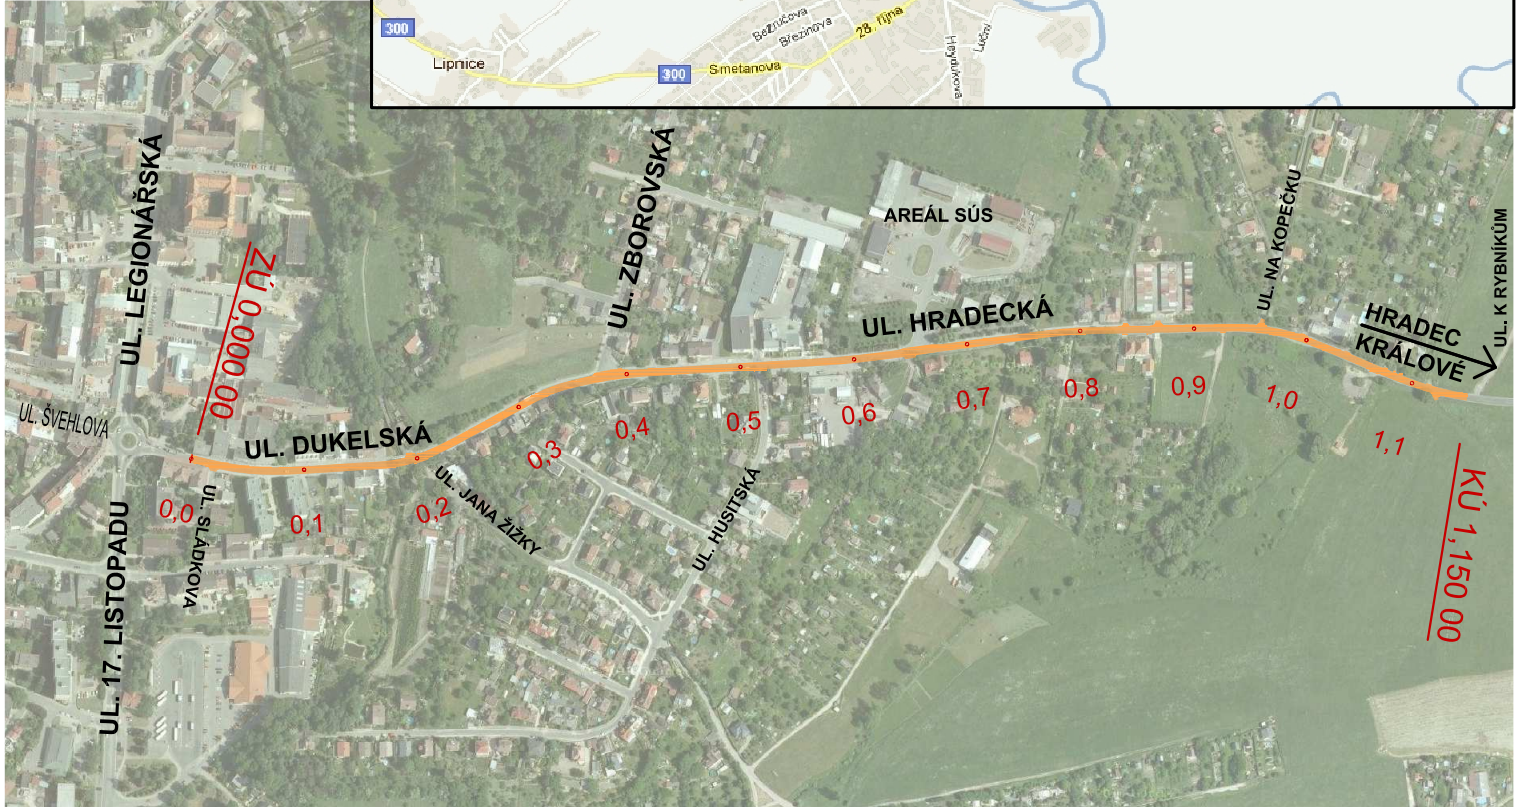 300
Lipnice
300
Smetanova
Bezručova
Březinova
28. října
Hejdukova
Luční
UL. LEGIONÁŘSKÁ
UL. ZBOROVSKÁ
AREÁL SÚS
UL. NA KOPEČKU
UL. K RYBNÍKŮM
ZÚ 0,000 00
UL. HRADECKÁ
HRADEC
KRÁLOVÉ
UL. ŠVEHLOVA
UL. DUKELSKÁ
0,0
0,1
0,2
0,3
0,4
0,5
0,6
0,7
0,8
0,9
1,0
1,1
UL. SLÁDKOVA
UL. JANA ŽIŽKY
UL. HUSITSKÁ
KÚ 1,150 00
UL. 17. LISTOPADU